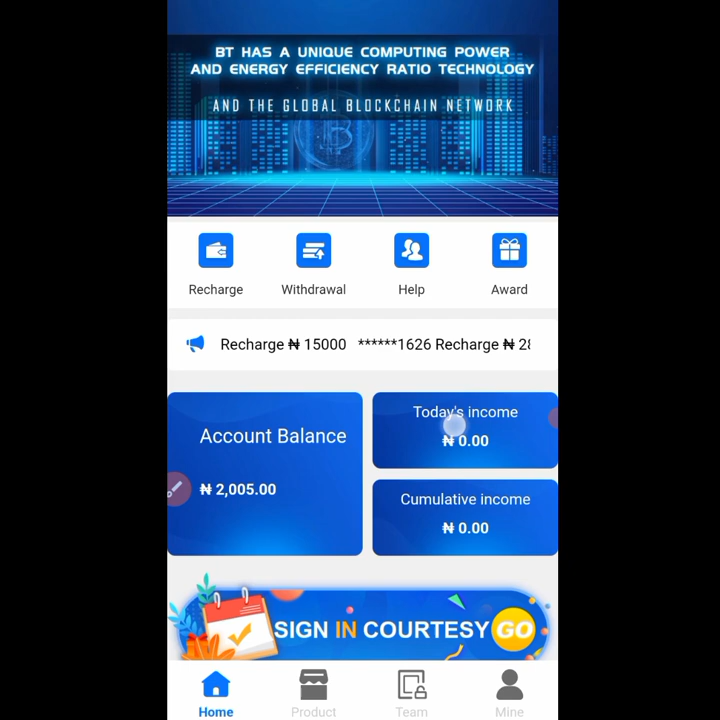 BT HAS A UNIQUE COMPUTING POWER
AND ENERGY EFFICIENCY RATIO TECHNOLOGY
AND THE GLOBAL BLOCKCHAIN NETWORK
Recharge
Withdrawal
Help
Award
Recharge ₦ 15000 ******1626 Recharge ₦ 28
Account Balance
₦ 2,005.00
Today's income
₦ 0.00
Cumulative income
₦ 0.00
SIGN IN COURTESY GO
Home
Product
Team
Mine